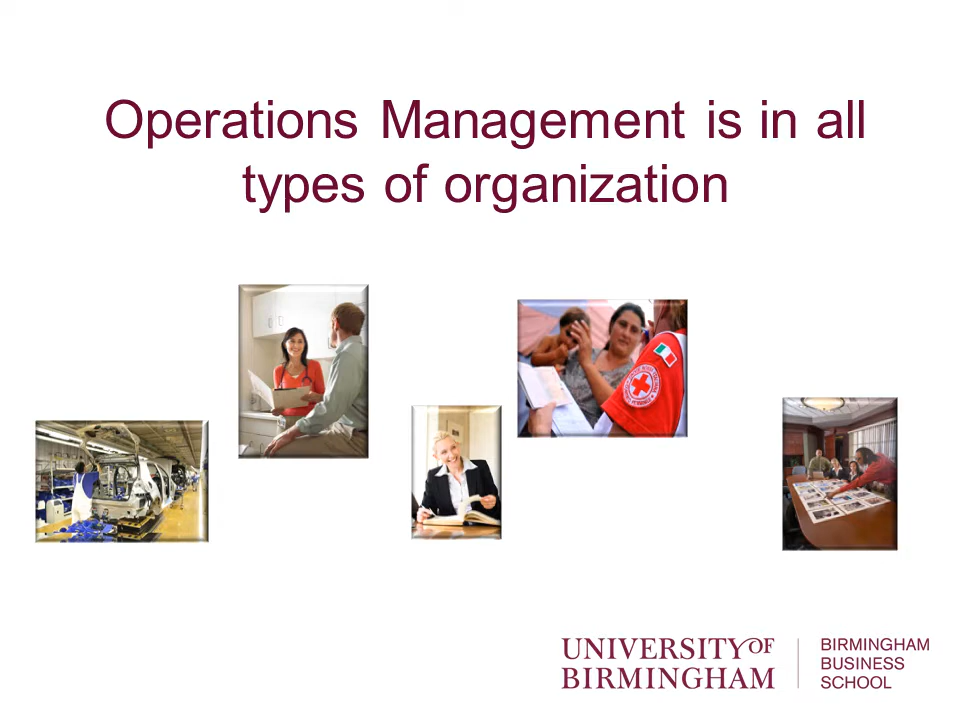 Operations Management is in all
types of organization
UNIVERSITY OF
BIRMINGHAM
BIRMINGHAM
BUSINESS
SCHOOL